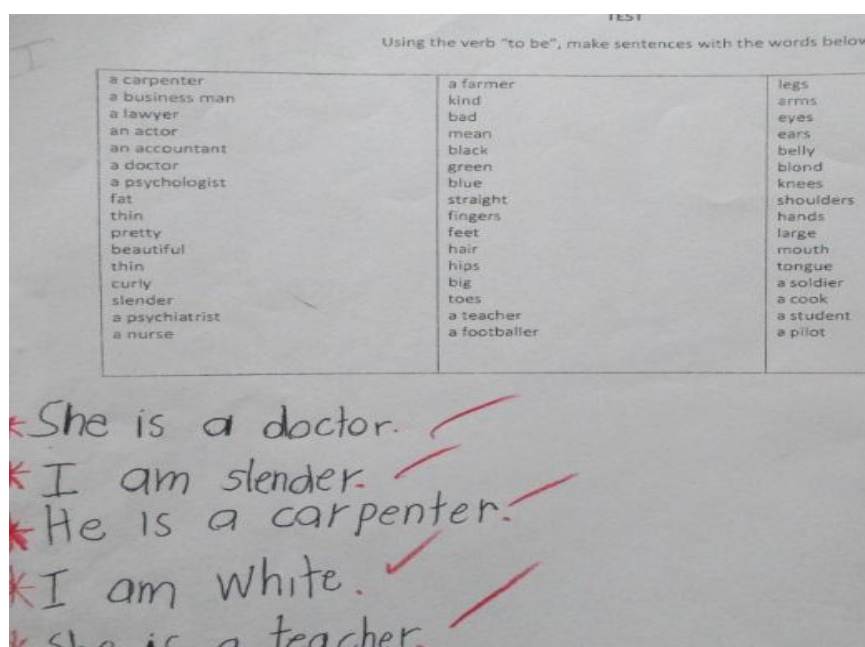 TEST
Using the verb "to be", make sentences with the words below
a carpenter
a business man
a lawyer
an actor
an accountant
a doctor
a psychologist
fat
thin
pretty
beautiful
thin
curly
slender
a psychiatrist
a nurse
a farmer
kind
bad
mean
black
green
blue
straight
fingers
feet
hair
hips
big
toes
a teacher
a footballer
legs
arms
eyes
ears
belly
blond
knees
shoulders
hands
large
mouth
tongue
a soldier
a cook
a student
a pilot
She is a doctor.
I am slender.
He is a carpenter.
I am white.
She is a teacher.